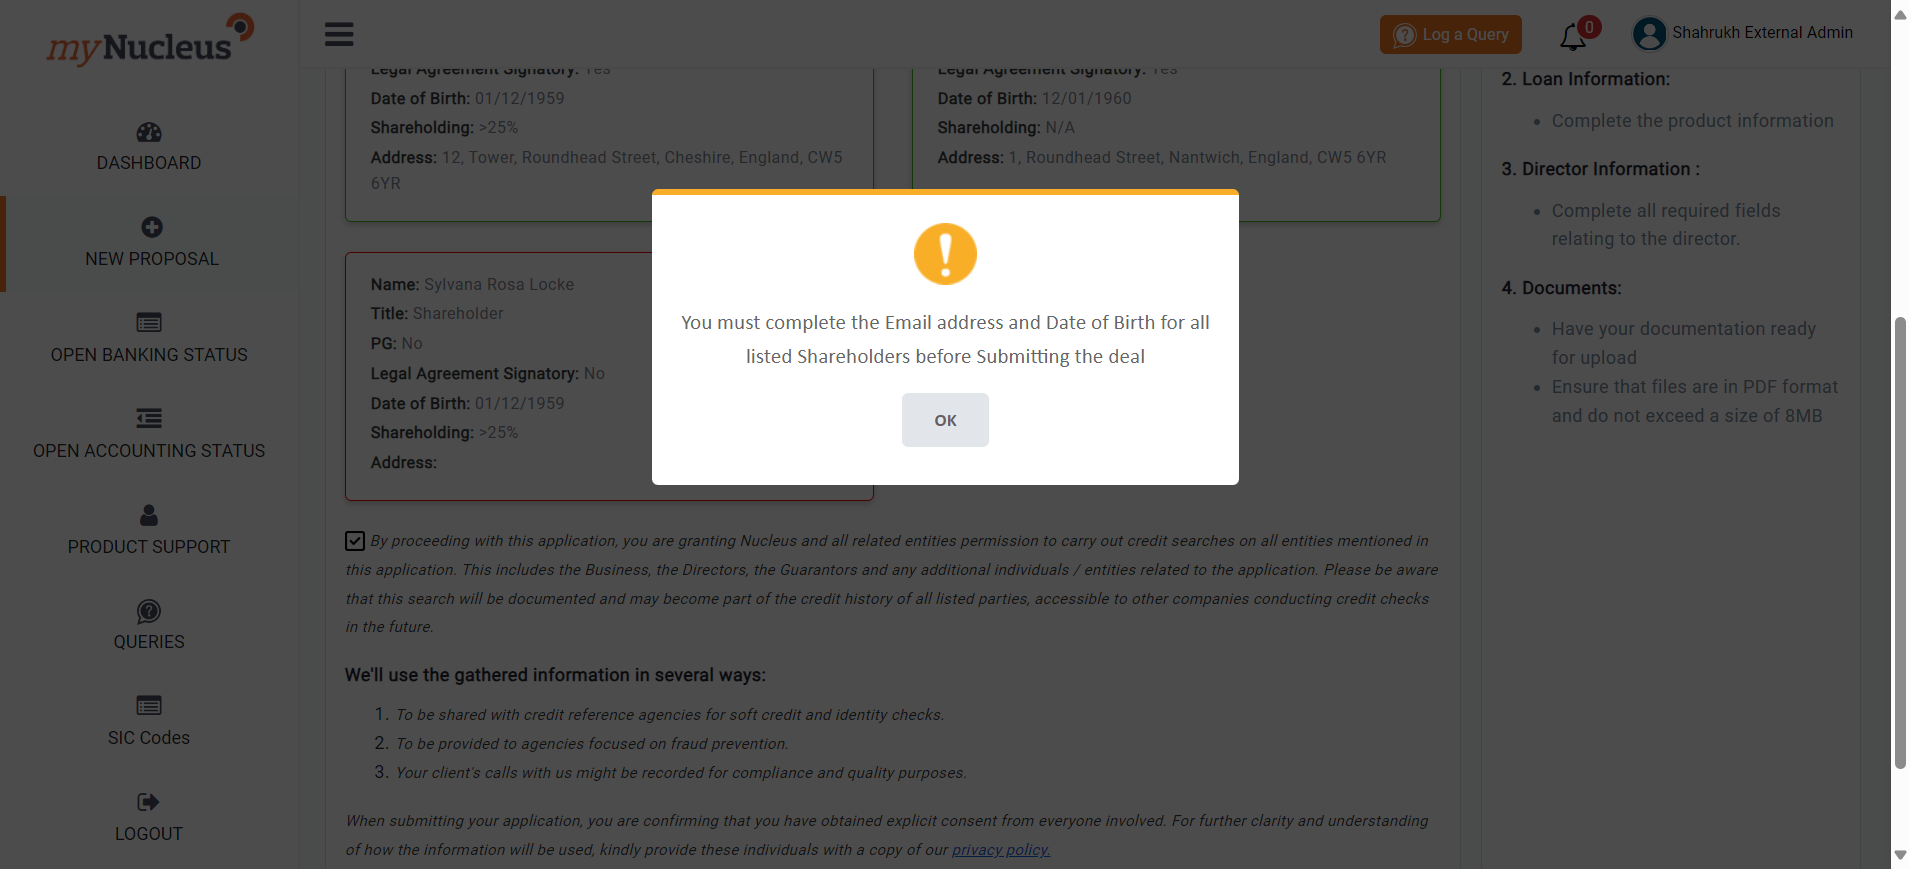 myNucleus
Log a Query
0
Shahrukh External Admin
DASHBOARD
NEW PROPOSAL
OPEN BANKING STATUS
OPEN ACCOUNTING STATUS
PRODUCT SUPPORT
QUERIES
SIC Codes
LOGOUT
Legal Agreement Signatory: Yes
Date of Birth: 01/12/1959
Shareholding: >25%
Address: 12, Tower, Roundhead Street, Cheshire, England, CW5
6YR
Legal Agreement Signatory: Yes
Date of Birth: 12/01/1960
Shareholding: N/A
Address: 1, Roundhead Street, Nantwich, England, CW5 6YR
Name: Sylvana Rosa Locke
Title: Shareholder
PG: No
Legal Agreement Signatory: No
Date of Birth: 01/12/1959
Shareholding: >25%
Address:
You must complete the Email address and Date of Birth for all
listed Shareholders before Submitting the deal
OK
By proceeding with this application, you are granting Nucleus and all related entities permission to carry out credit searches on all entities mentioned in
this application. This includes the Business, the Directors, the Guarantors and any additional individuals / entities related to the application. Please be aware
that this search will be documented and may become part of the credit history of all listed parties, accessible to other companies conducting credit checks
in the future.
We'll use the gathered information in several ways:
1. To be shared with credit reference agencies for soft credit and identity checks.
2. To be provided to agencies focused on fraud prevention.
3. Your client's calls with us might be recorded for compliance and quality purposes.
When submitting your application, you are confirming that you have obtained explicit consent from everyone involved. For further clarity and understanding
of how the information will be used, kindly provide these individuals with a copy of our privacy policy.
2. Loan Information:
• Complete the product information
3. Director Information :
• Complete all required fields
relating to the director.
4. Documents:
• Have your documentation ready
for upload
• Ensure that files are in PDF format
and do not exceed a size of 8MB